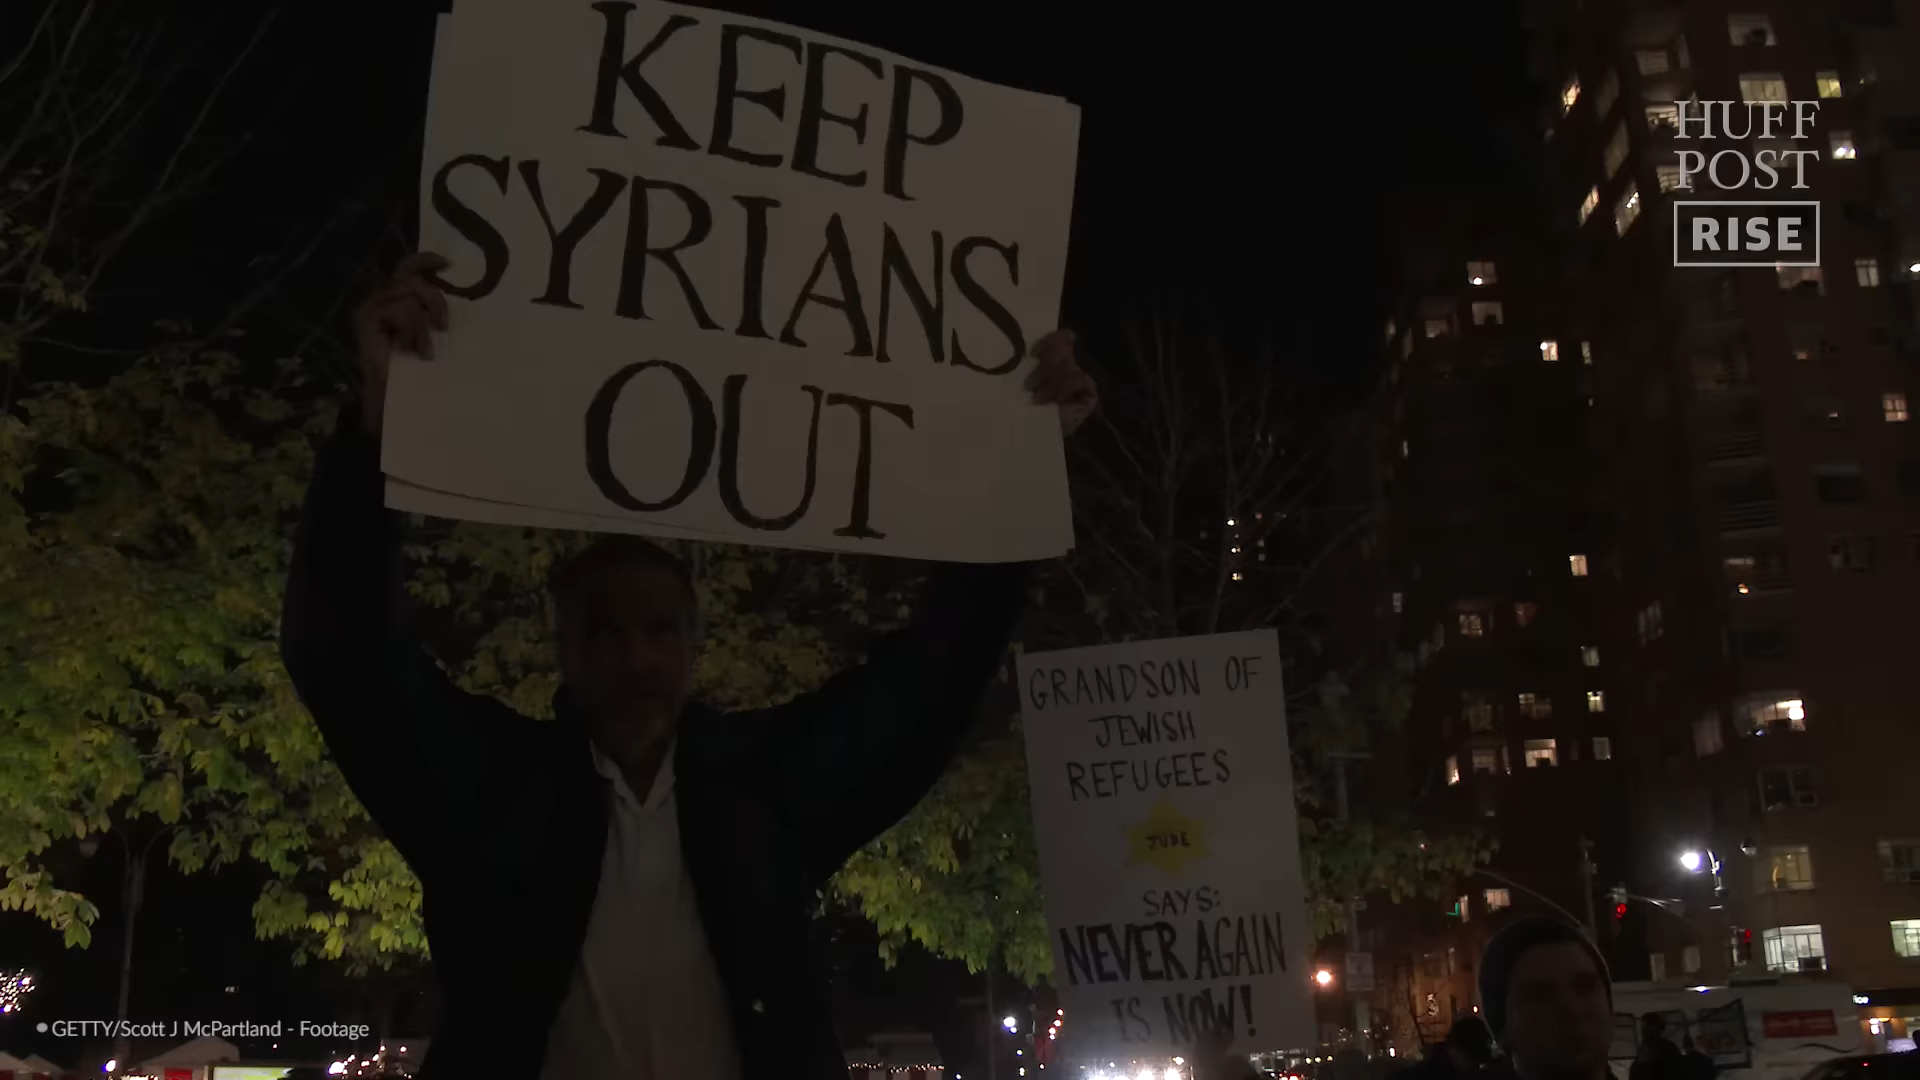 KEEP
SYRIANS
OUT
HUFF
POST
RISE
GRANDSON OF
JEWISH
REFUGEES
JUDE
SAYS:
NEVER AGAIN
IS NOW!
GETTY/Scott J McPartland - Footage